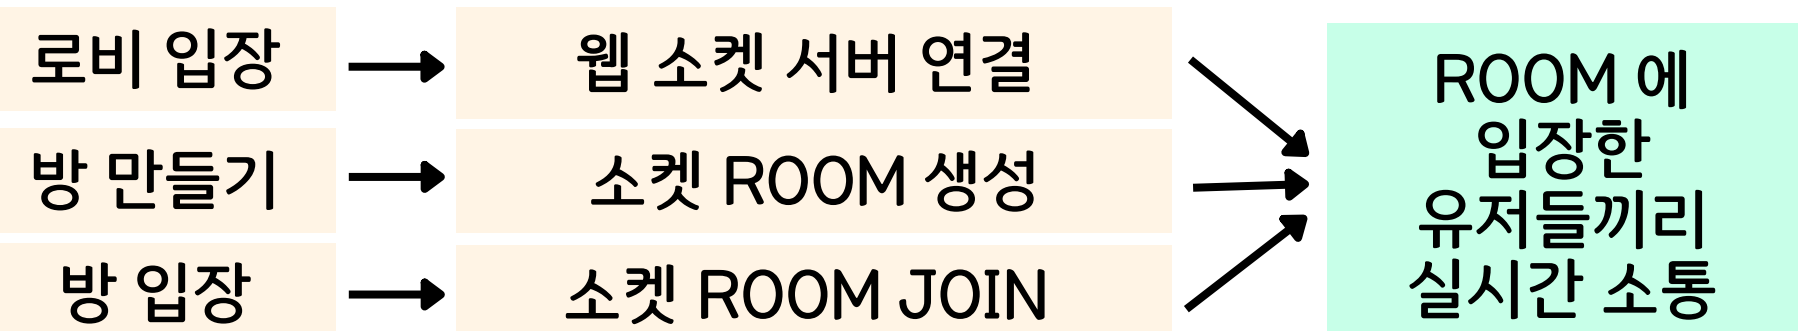 로비 입장
웹 소켓 서버 연결
방 만들기
소켓 ROOM 생성
방 입장
소켓 ROOM JOIN
ROOM 에
입장한
유저들끼리
실시간 소통